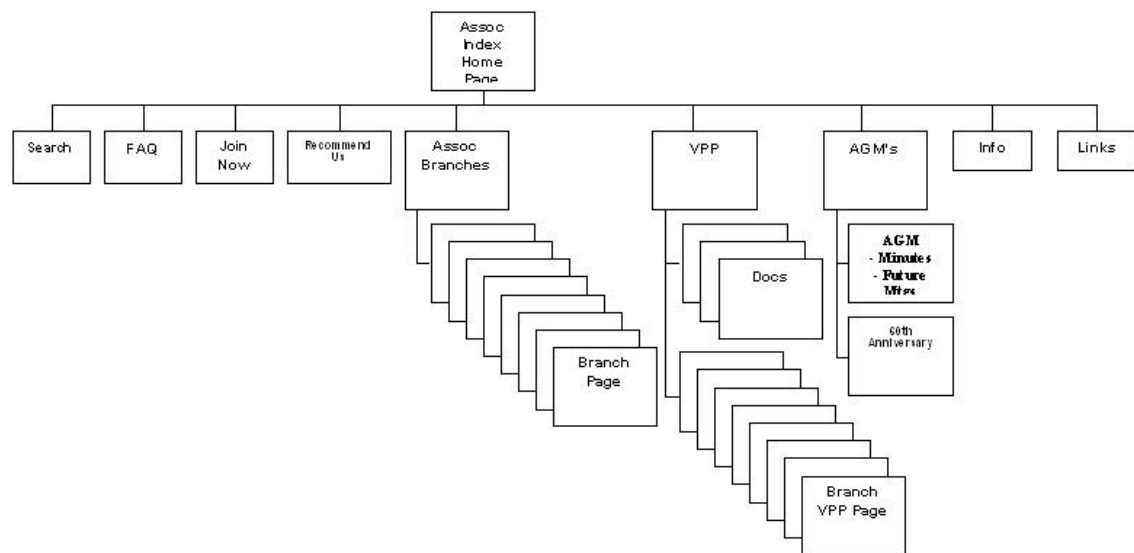 Assoc
Index
Home
Page
Search
FAQ
Join
Now
Recommend
Us
Assoc
Branches
VPP
AGM's
Info
Links
AGM
- Minutes
- Future
Mtgs
Docs
60th
Anniversary
Branch
Page
Branch
VPP Page